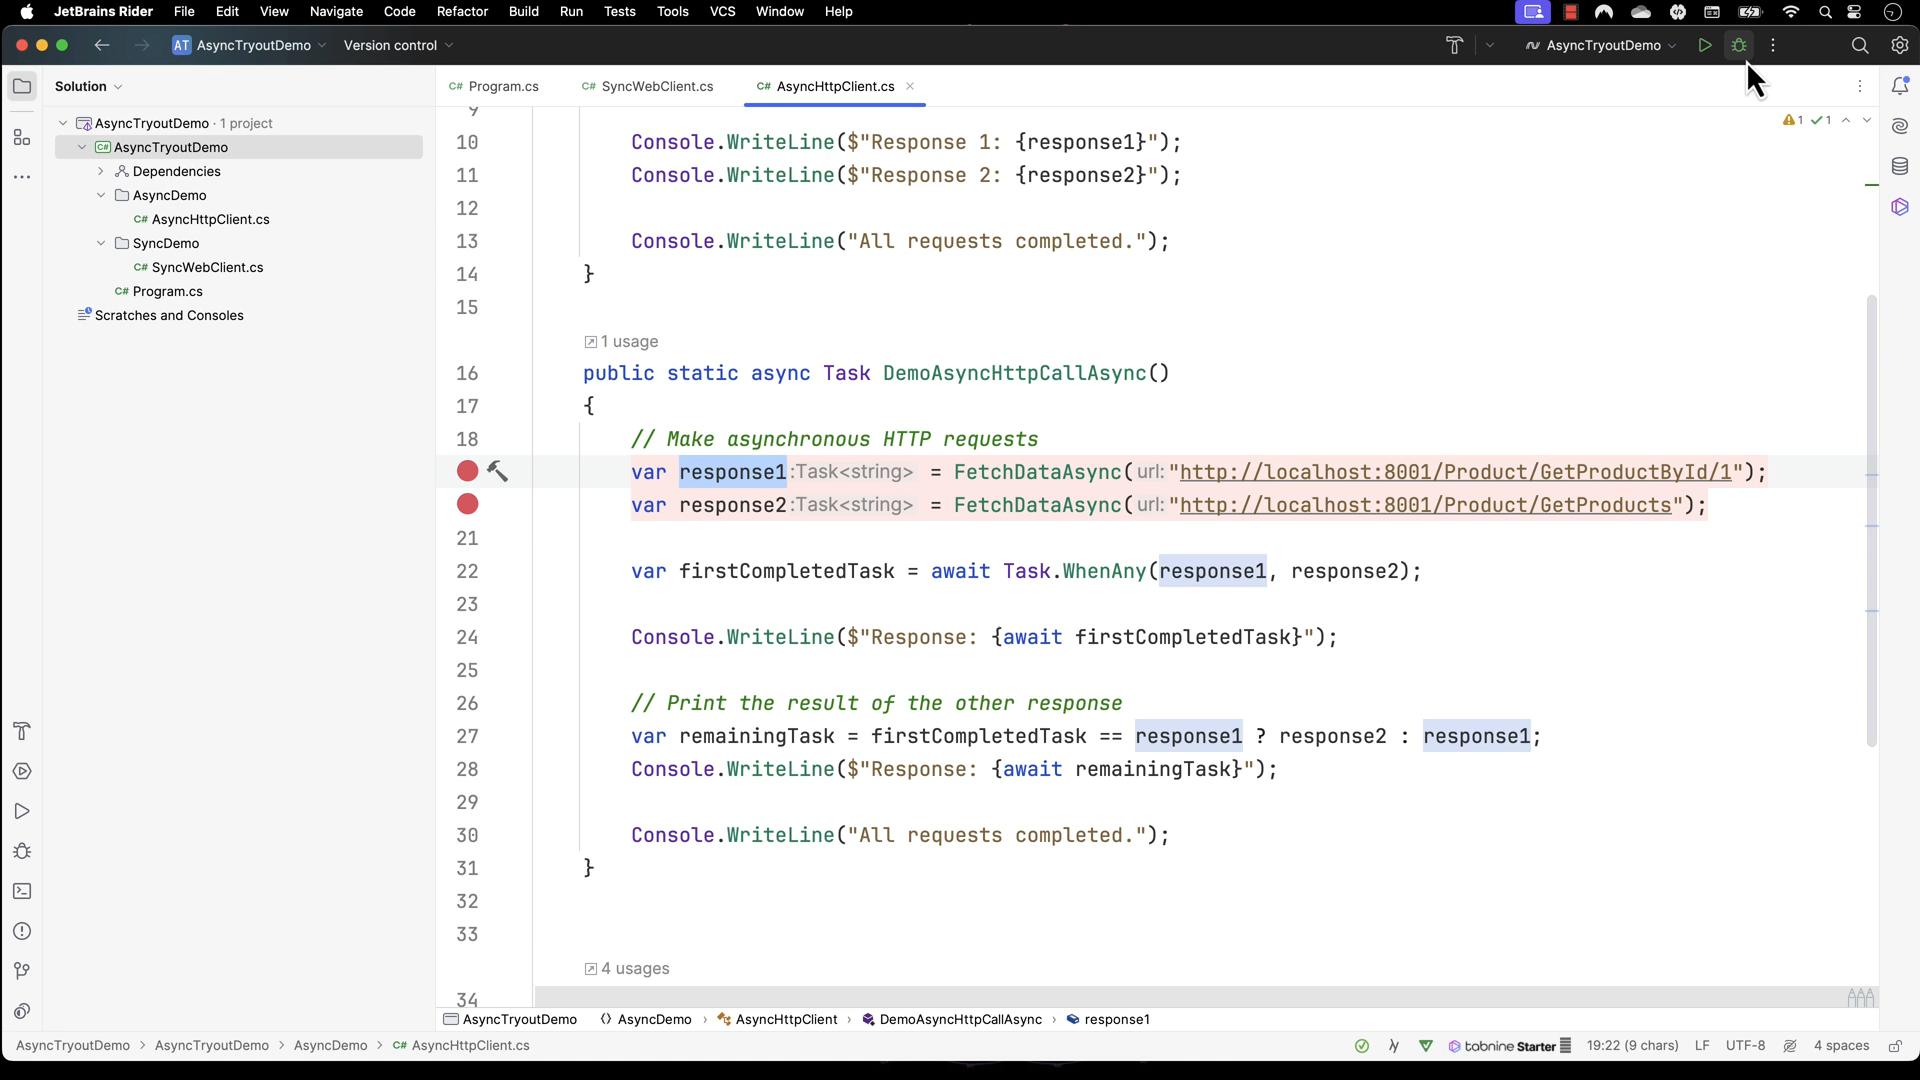 JetBrains Rider File Edit View Navigate Code Refactor Build Run Tests Tools VCS Window Help
AT AsyncTryoutDemo Version control AsyncTryoutDemo
Solution
C# Program.cs C# SyncWebClient.cs C# AsyncHttpClient.cs
AsyncTryoutDemo · 1 project
C# AsyncTryoutDemo
Dependencies
AsyncDemo
C# AsyncHttpClient.cs
SyncDemo
C# SyncWebClient.cs
C# Program.cs
Scratches and Consoles
1 1
9
10 Console.WriteLine($"Response 1: {response1}");
11 Console.WriteLine($"Response 2: {response2}");
12
13 Console.WriteLine("All requests completed.");
14 }
15
1 usage
16 public static async Task DemoAsyncHttpCallAsync()
17 {
18 // Make asynchronous HTTP requests
var response1 :Task<string> = FetchDataAsync( url: "http://localhost:8001/Product/GetProductById/1");
var response2 :Task<string> = FetchDataAsync( url: "http://localhost:8001/Product/GetProducts");
21
22 var firstCompletedTask = await Task.WhenAny(response1, response2);
23
24 Console.WriteLine($"Response: {await firstCompletedTask}");
25
26 // Print the result of the other response
27 var remainingTask = firstCompletedTask == response1 ? response2 : response1;
28 Console.WriteLine($"Response: {await remainingTask}");
29
30 Console.WriteLine("All requests completed.");
31 }
32
33
4 usages
34
AsyncTryoutDemo AsyncDemo › AsyncHttpClient › DemoAsyncHttpCallAsync › response1
AsyncTryoutDemo > AsyncTryoutDemo > AsyncDemo > C# AsyncHttpClient.cs
tabnine Starter 19:22 (9 chars) LF UTF-8 4 spaces